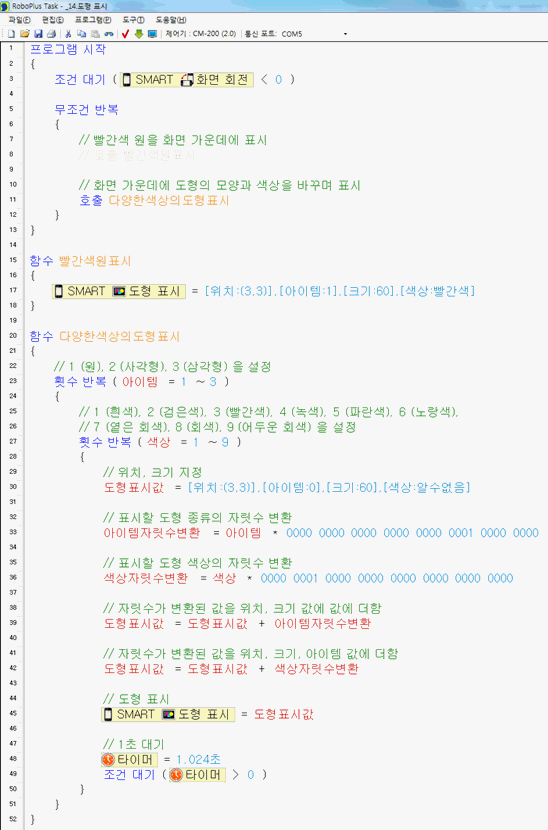 RoboPlus Task - _14.도형 표시
파일(F) 편집(E) 프로그램(P) 도구(T) 도움말(H)
제어기 : CM-200 (2.0) 통신 포트: COM5
1 프로그램 시작
2 {
3 조건 대기 ( SMART 화면 회전 < 0 )
4
5 무조건 반복
6 {
7 // 빨간색 원을 화면 가운데에 표시
8 // 호출 빨간색원표시
9
10 // 화면 가운데에 도형의 모양과 색상을 바꾸며 표시
11 호출 다양한색상의도형표시
12 }
13 }
14
15 함수 빨간색원표시
16 {
17 SMART 도형 표시 = [위치:(3,3)],[아이템:1],[크기:60],[색상:빨간색]
18 }
19
20 함수 다양한색상의도형표시
21 {
22 // 1 (원), 2 (사각형), 3 (삼각형) 을 설정
23 횟수 반복 ( 아이템 = 1 ~ 3 )
24 {
25 // 1 (흰색), 2 (검은색), 3 (빨간색), 4 (녹색), 5 (파란색), 6 (노랑색),
26 // 7 (옅은 회색), 8 (회색), 9 (어두운 회색) 을 설정
27 횟수 반복 ( 색상 = 1 ~ 9 )
28 {
29 // 위치, 크기 지정
30 도형표시값 = [위치:(3,3)],[아이템:0],[크기:60],[색상:알수없음]
31
32 // 표시할 도형 종류의 자릿수 변환
33 아이템자릿수변환 = 아이템 * 0000 0000 0000 0000 0000 0001 0000 0000
34
35 // 표시할 도형 색상의 자릿수 변환
36 색상자릿수변환 = 색상 * 0000 0001 0000 0000 0000 0000 0000 0000
37
38 // 자릿수가 변환된 값을 위치, 크기 값에 값에 더함
39 도형표시값 = 도형표시값 + 아이템자릿수변환
40
41 // 자릿수가 변환된 값을 위치, 크기, 아이템 값에 더함
42 도형표시값 = 도형표시값 + 색상자릿수변환
43
44 // 도형 표시
45 SMART 도형 표시 = 도형표시값
46
47 // 1초 대기
48 타이머 = 1.024초
49 조건 대기 ( 타이머 > 0 )
50 }
51 }
52 }